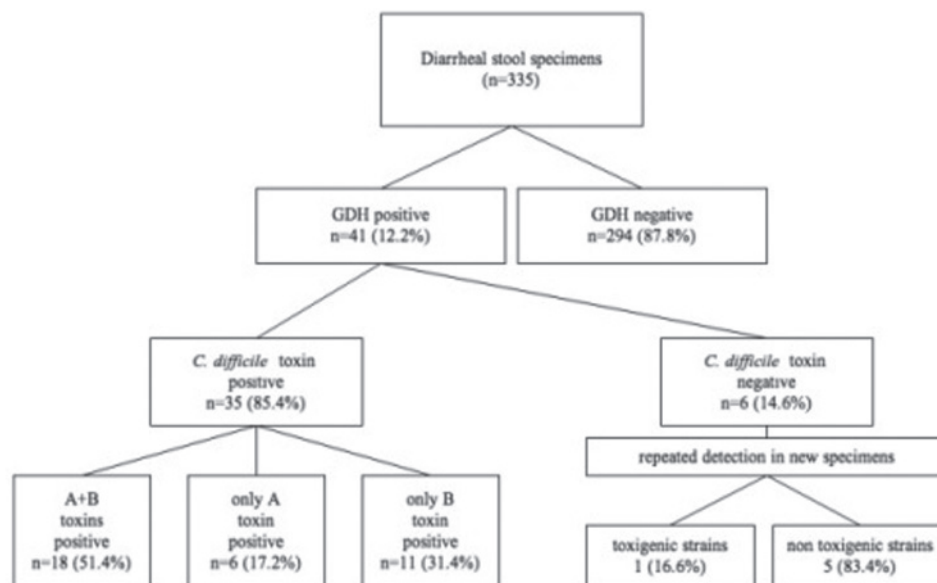 Diarrheal stool specimens
(n=335)
GDH positive
n=41 (12.2%)
GDH negative
n=294 (87.8%)
C. difficile toxin
positive
n=35 (85.4%)
C. difficile toxin
negative
n=6 (14.6%)
repeated detection in new specimens
A+B
toxins
positive
n=18 (51.4%)
only A
toxin
positive
n=6 (17.2%)
only B
toxin
positive
n=11 (31.4%)
toxigenic strains
1 (16.6%)
non toxigenic strains
5 (83.4%)